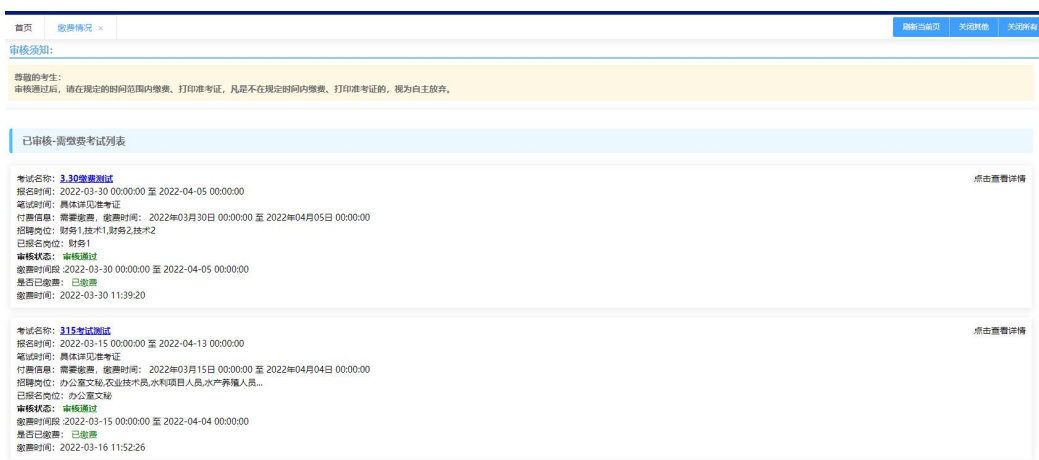 首页 缴费情况 × 刷新当前页 关闭其他 关闭所有
审核须知：
尊敬的考生：
审核通过后，请在规定的时间范围内缴费、打印准考证，凡是不在规定时间内缴费、打印准考证的，视为自主放弃。
已审核-需缴费考试列表
考试名称：3.30缴费测试 点击查看详情
报名时间：2022-03-30 00:00:00 至 2022-04-05 00:00:00
笔试时间：具体详见准考证
付费信息：需要缴费，缴费时间： 2022年03月30日 00:00:00 至 2022年04月05日 00:00:00
招聘岗位：财务1,技术1,财务2,技术2
已报名岗位：财务1
审核状态： 审核通过
缴费时间段 :2022-03-30 00:00:00 至 2022-04-05 00:00:00
是否已缴费： 已缴费
缴费时间：2022-03-30 11:39:20
考试名称：315考试测试 点击查看详情
报名时间：2022-03-15 00:00:00 至 2022-04-13 00:00:00
笔试时间：具体详见准考证
付费信息：需要缴费，缴费时间： 2022年03月15日 00:00:00 至 2022年04月04日 00:00:00
招聘岗位：办公室文秘,农业技术员,水利项目人员,水产养殖人员...
已报名岗位：办公室文秘
审核状态： 审核通过
缴费时间段 :2022-03-15 00:00:00 至 2022-04-04 00:00:00
是否已缴费： 已缴费
缴费时间：2022-03-16 11:52:26